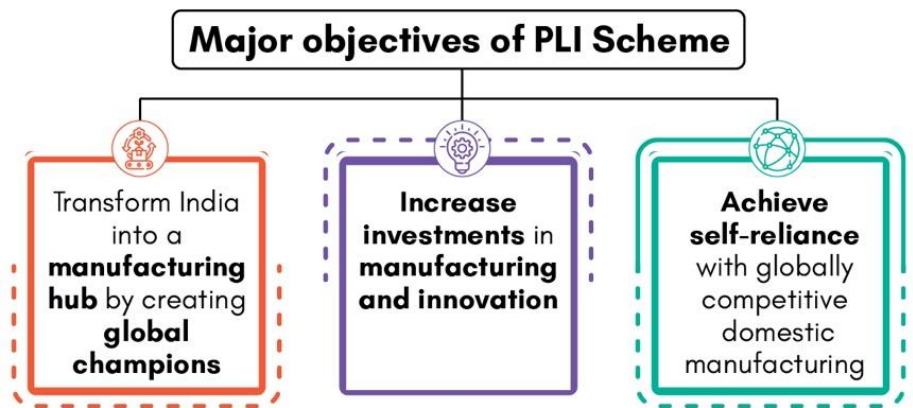 Major objectives of PLI Scheme
Transform India
into a
manufacturing
hub by creating
global
champions
Increase
investments in
manufacturing
and innovation
Achieve
self-reliance
with globally
competitive
domestic
manufacturing